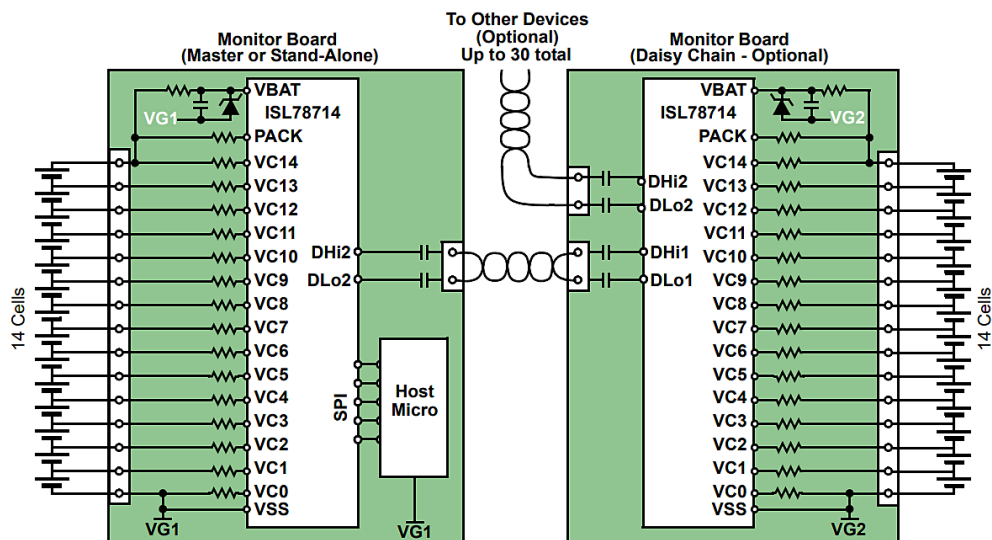 To Other Devices
(Optional)
Up to 30 total
Monitor Board
(Master or Stand-Alone)
VBAT
ISL78714
VG1
PACK
VC14
VC13
VC12
VC11
VC10
VC9
VC8
VC7
VC6
VC5
VC4
VC3
VC2
VC1
VC0
VSS
VG1
14 Cells
DHi2
DLo2
SPI
Host
Micro
VG1
Monitor Board
(Daisy Chain - Optional)
VBAT
ISL78714
VG2
PACK
VC14
VC13
VC12
VC11
VC10
VC9
VC8
VC7
VC6
VC5
VC4
VC3
VC2
VC1
VC0
VSS
VG2
DHi2
DLo2
DHi1
DLo1
14 Cells